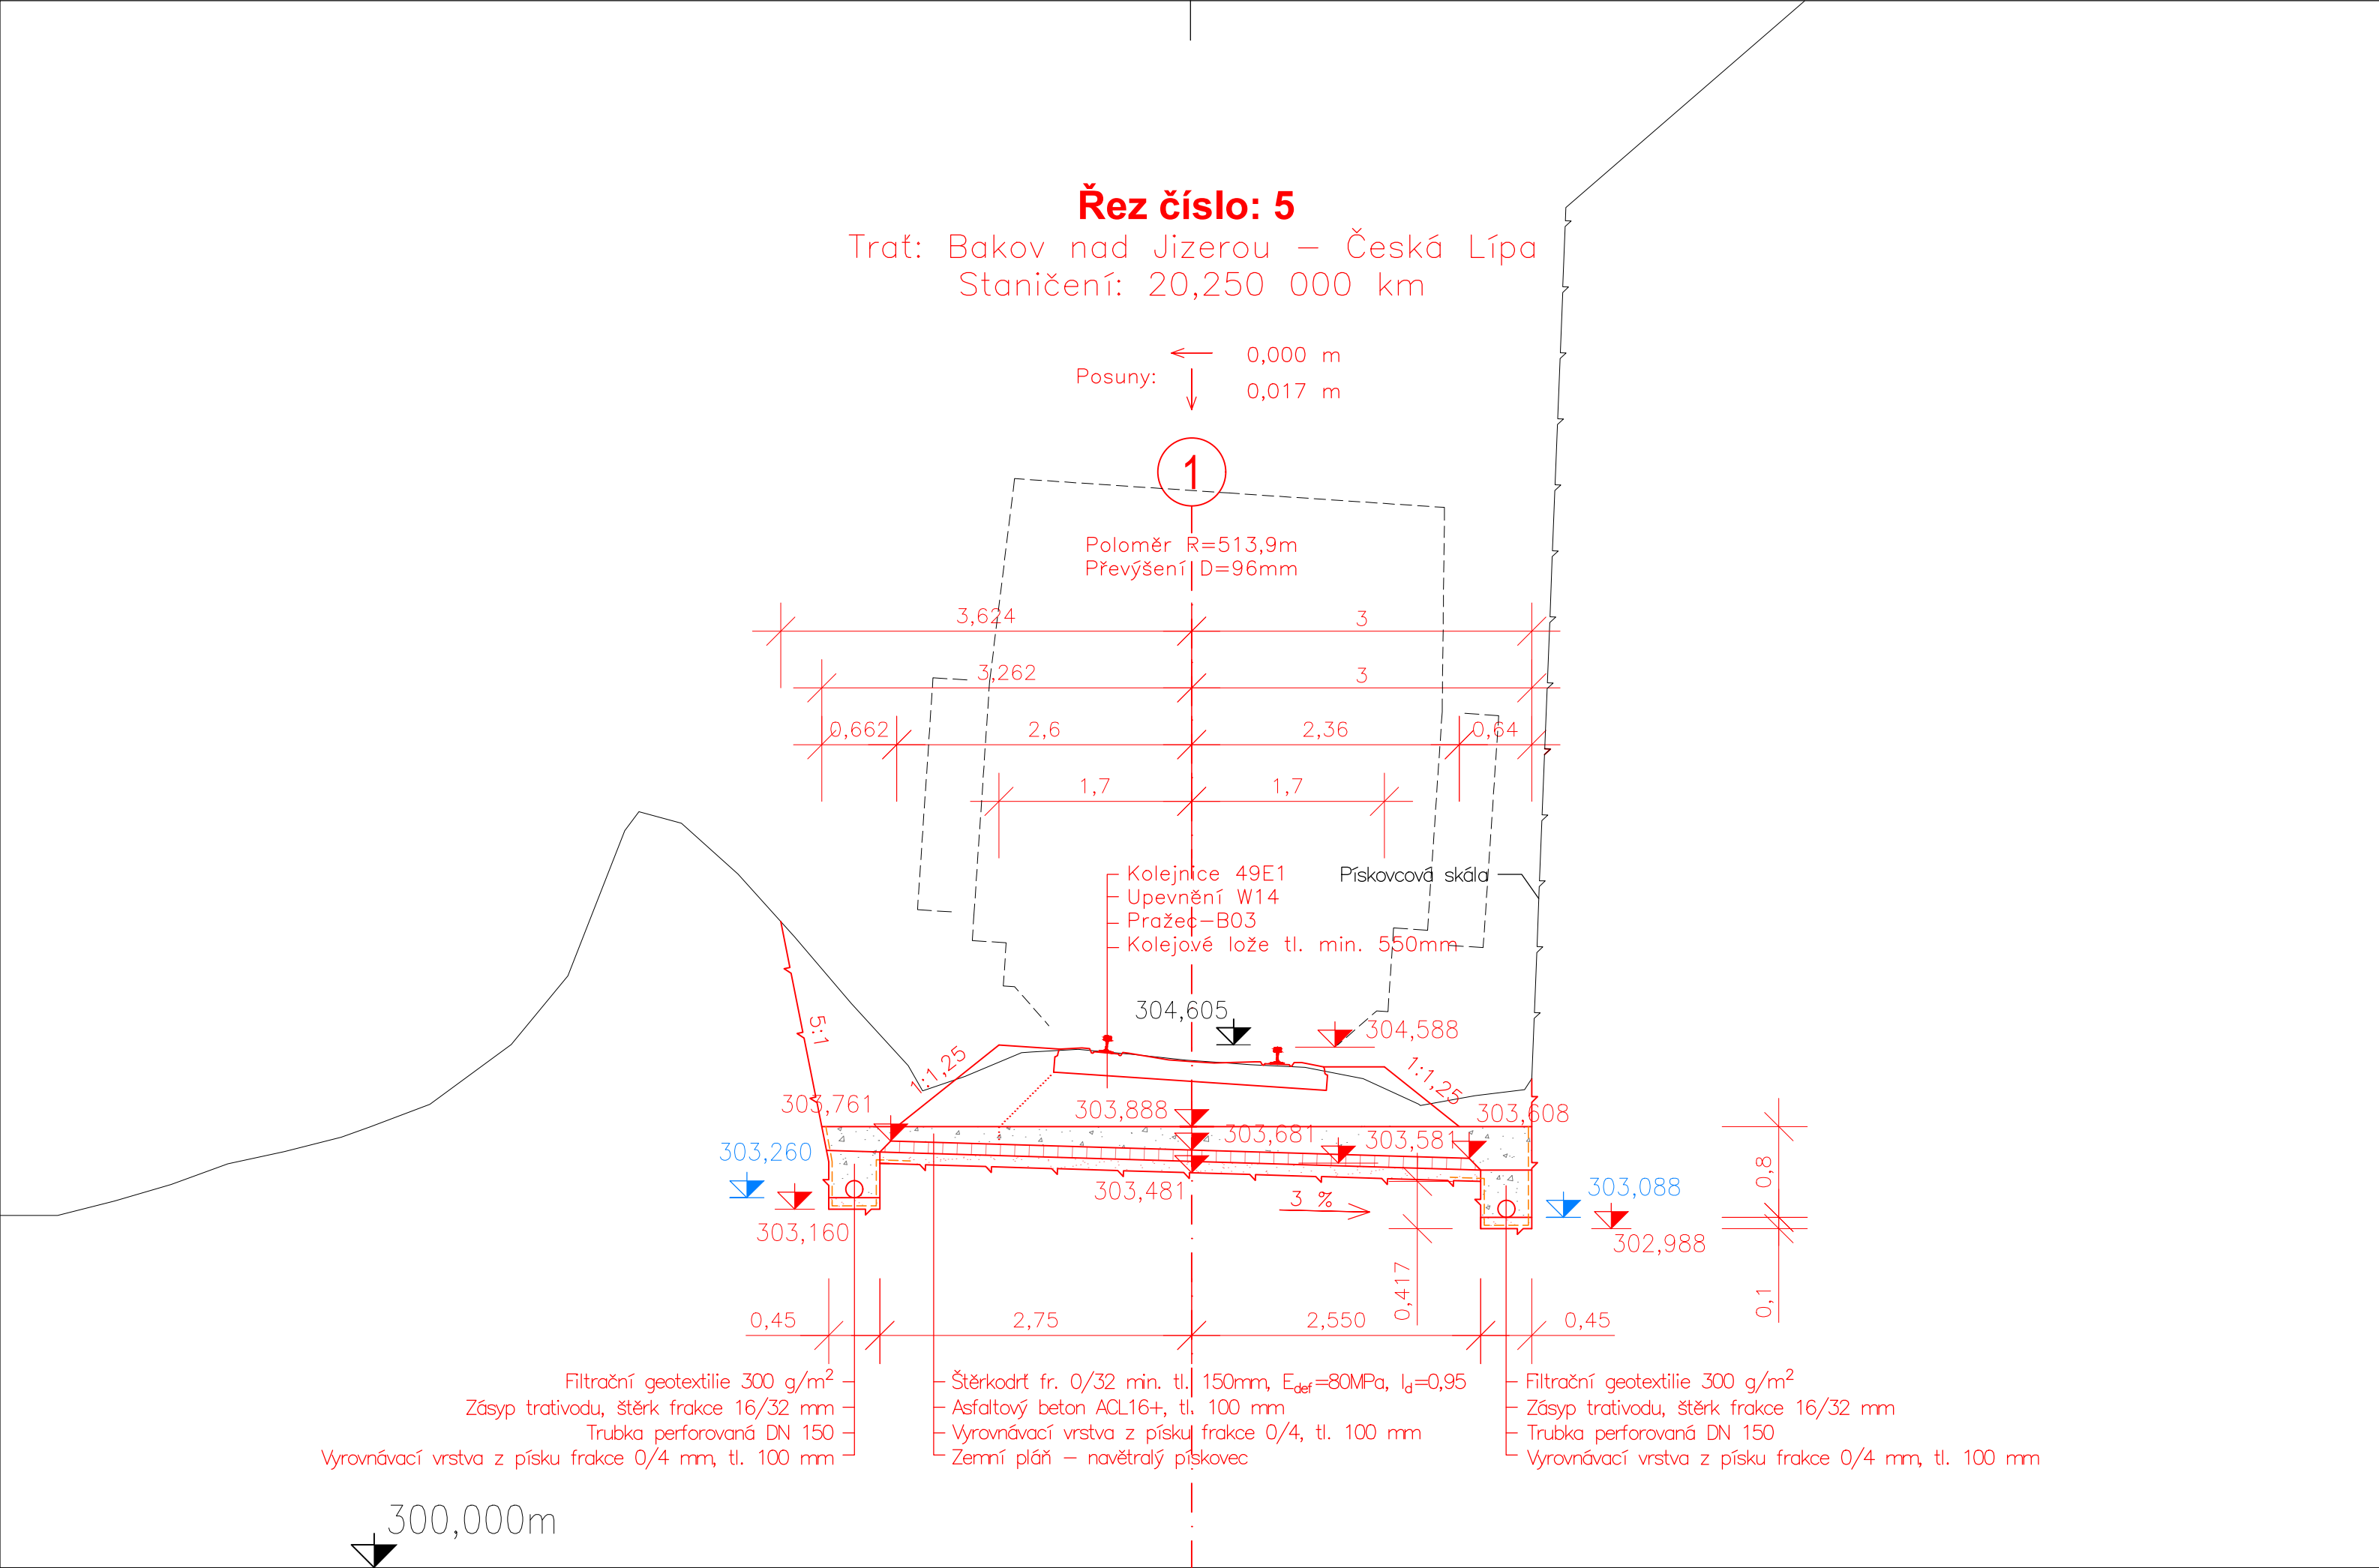 Řez číslo: 5
Trať: Bakov nad Jizerou – Česká Lípa
Staničení: 20,250 000 km
0,000 m
Posuny:
0,017 m
1
Poloměr R=513,9m
Převýšení D=96mm
3,624
3
3,262
3
0,662
2,6
2,36
0,64
1,7
1,7
Kolejnice 49E1
Upevnění W14
Pražec–B03
Kolejové lože tl. min. 550mm
Pískovcová skála
304,605
304,588
5:1
1:1,25
1:1,25
303,761
303,888
303,608
303,681
303,581
303,260
303,481
303,160
3 %
303,088
302,988
0,8
0,417
0,1
0,45
2,75
2,550
0,45
Filtrační geotextilie 300 g/m²
Zásyp trativodu, štěrk frakce 16/32 mm
Trubka perforovaná DN 150
Vyrovnávací vrstva z písku frakce 0/4 mm, tl. 100 mm
Štěrkodrť fr. 0/32 min. tl. 150mm, Edef=80MPa, Id=0,95
Asfaltový beton ACL16+, tl. 100 mm
Vyrovnávací vrstva z písku frakce 0/4, tl. 100 mm
Zemní pláň – navětralý pískovec
Filtrační geotextilie 300 g/m²
Zásyp trativodu, štěrk frakce 16/32 mm
Trubka perforovaná DN 150
Vyrovnávací vrstva z písku frakce 0/4 mm, tl. 100 mm
300,000m